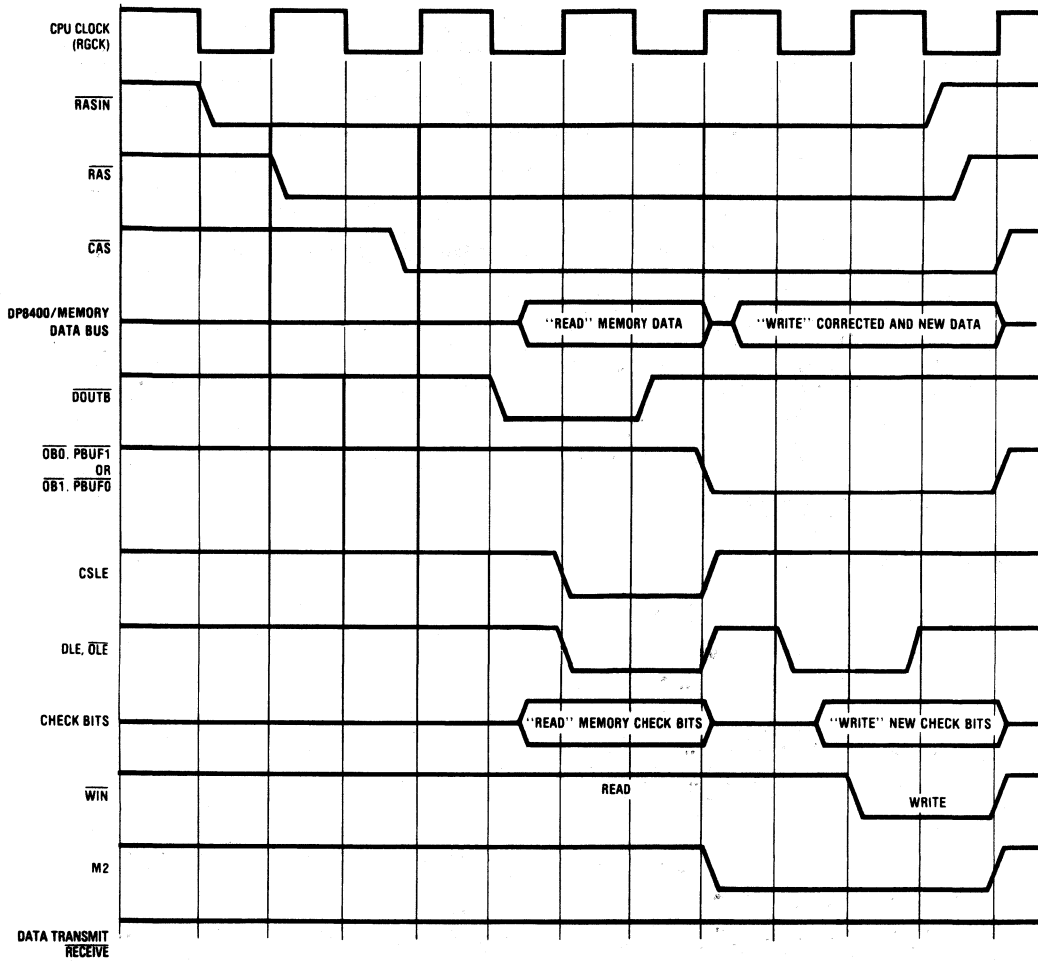 CPU CLOCK
(RGCK)
RASIN
RAS
CAS
DP8400/MEMORY
DATA BUS
"READ" MEMORY DATA
"WRITE" CORRECTED AND NEW DATA
DOUTB
OB0. PBUF1
OR
OB1. PBUF0
CSLE
DLE, OLE
CHECK BITS
"READ" MEMORY CHECK BITS
"WRITE" NEW CHECK BITS
WIN
READ
WRITE
M2
DATA TRANSMIT
RECEIVE